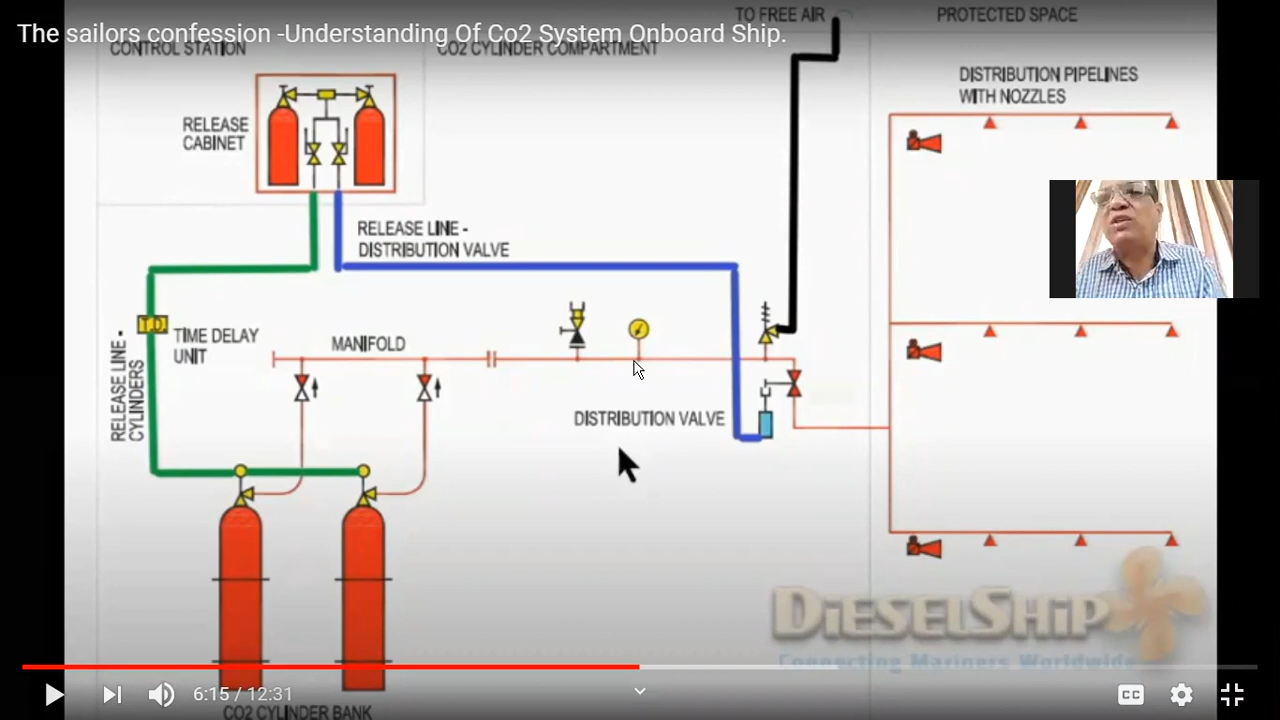 The sailors confession -Understanding Of Co2 System Onboard Ship.
TO FREE AIR
PROTECTED SPACE
CONTROL STATION
CO2 CYLINDER COMPARTMENT
DISTRIBUTION PIPELINES
WITH NOZZLES
RELEASE
CABINET
RELEASE LINE -
DISTRIBUTION VALVE
T.D.
TIME DELAY
UNIT
MANIFOLD
RELEASE LINE -
CYLINDERS
DISTRIBUTION VALVE
DIESELSHIP
Connecting Mariners Worldwide
6:15 / 12:31
CC
CO2 CYLINDER BANK